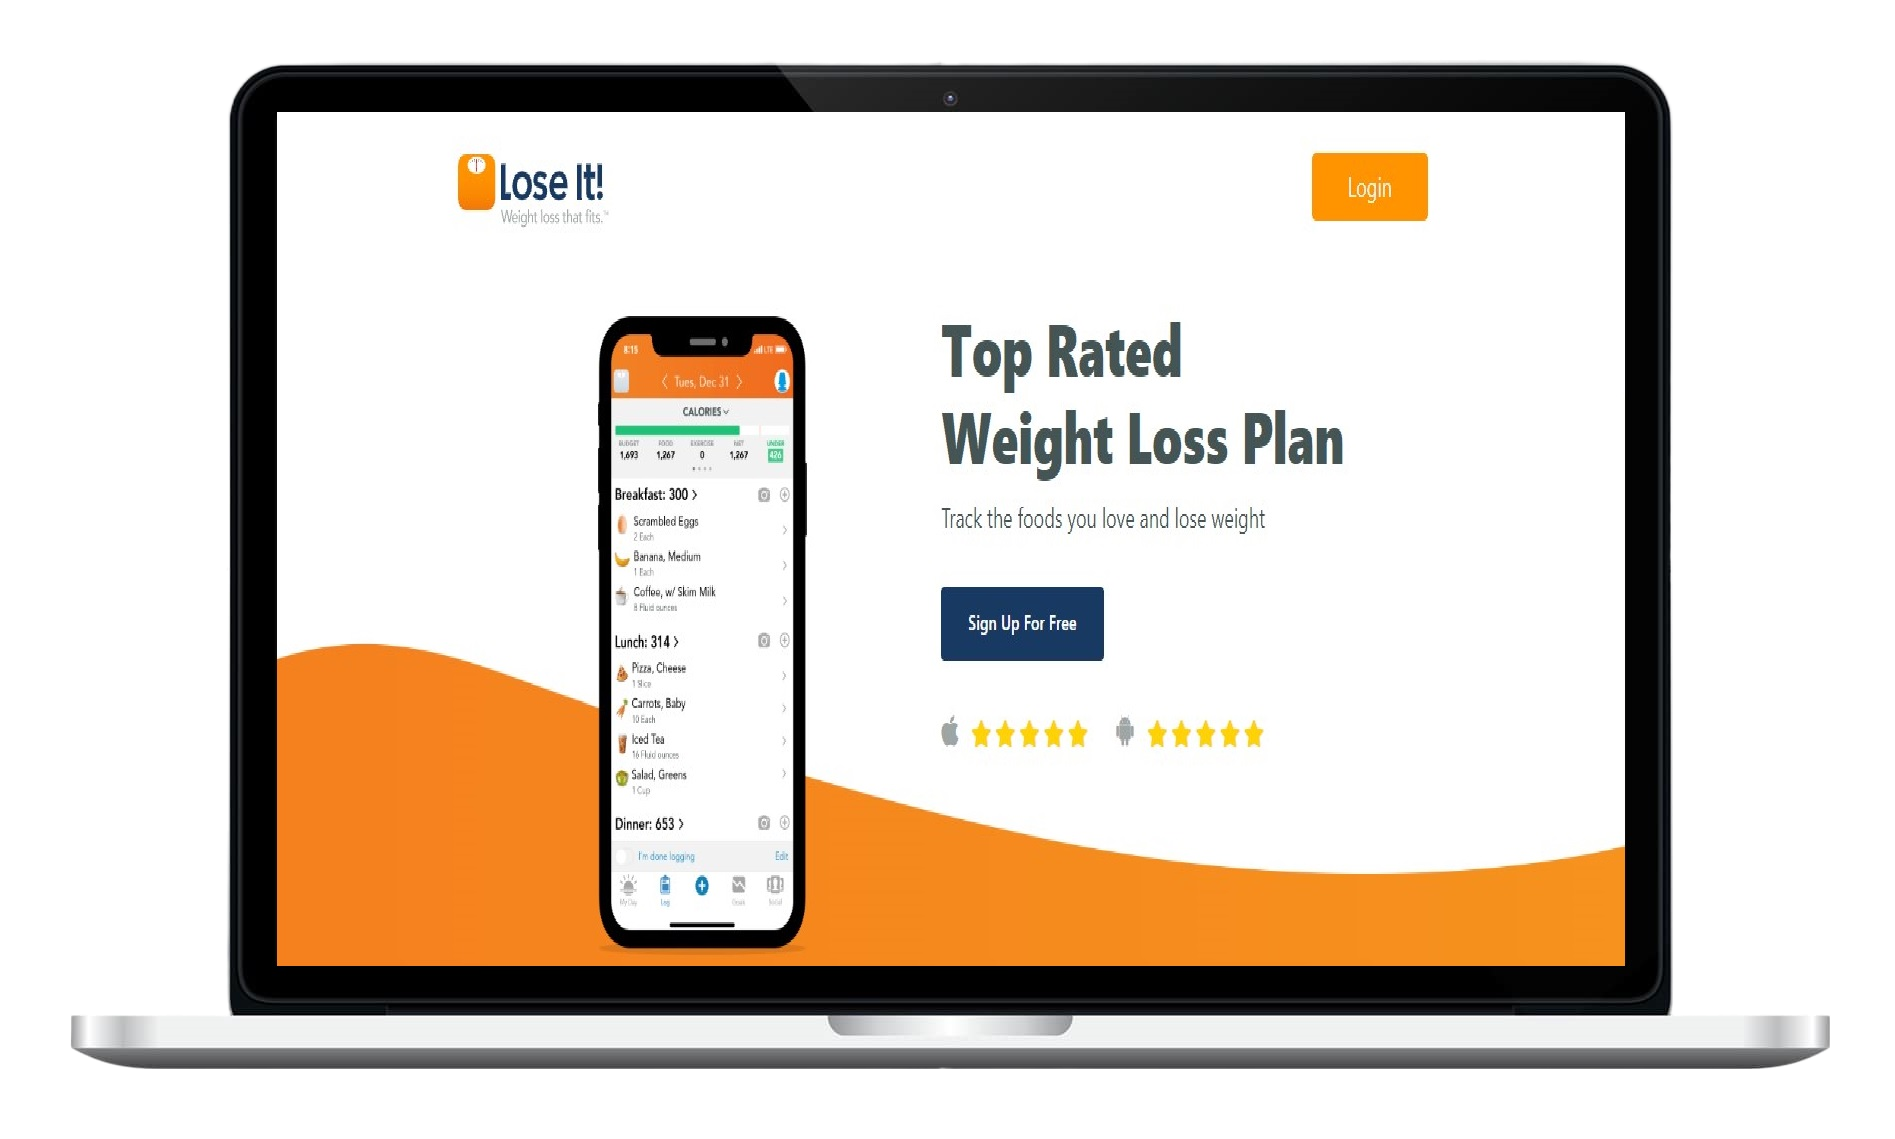 Lose It!
Weight loss that fits.™
Login
Top Rated
Weight Loss Plan
Track the foods you love and lose weight
Sign Up For Free
8:15
LTE
Tues, Dec 31
CALORIES
BUDGET FOOD EXERCISE NET UNDER
1,693 1,267 0 1,267 426
Breakfast: 300 >
Scrambled Eggs
2 Each
Banana, Medium
1 Each
Coffee, w/ Skim Milk
8 Fluid ounces
Lunch: 314 >
Pizza, Cheese
1 Slice
Carrots, Baby
10 Each
Iced Tea
16 Fluid ounces
Salad, Greens
1 Cup
Dinner: 653 >
I'm done logging Edit
My Day Log Goals Social